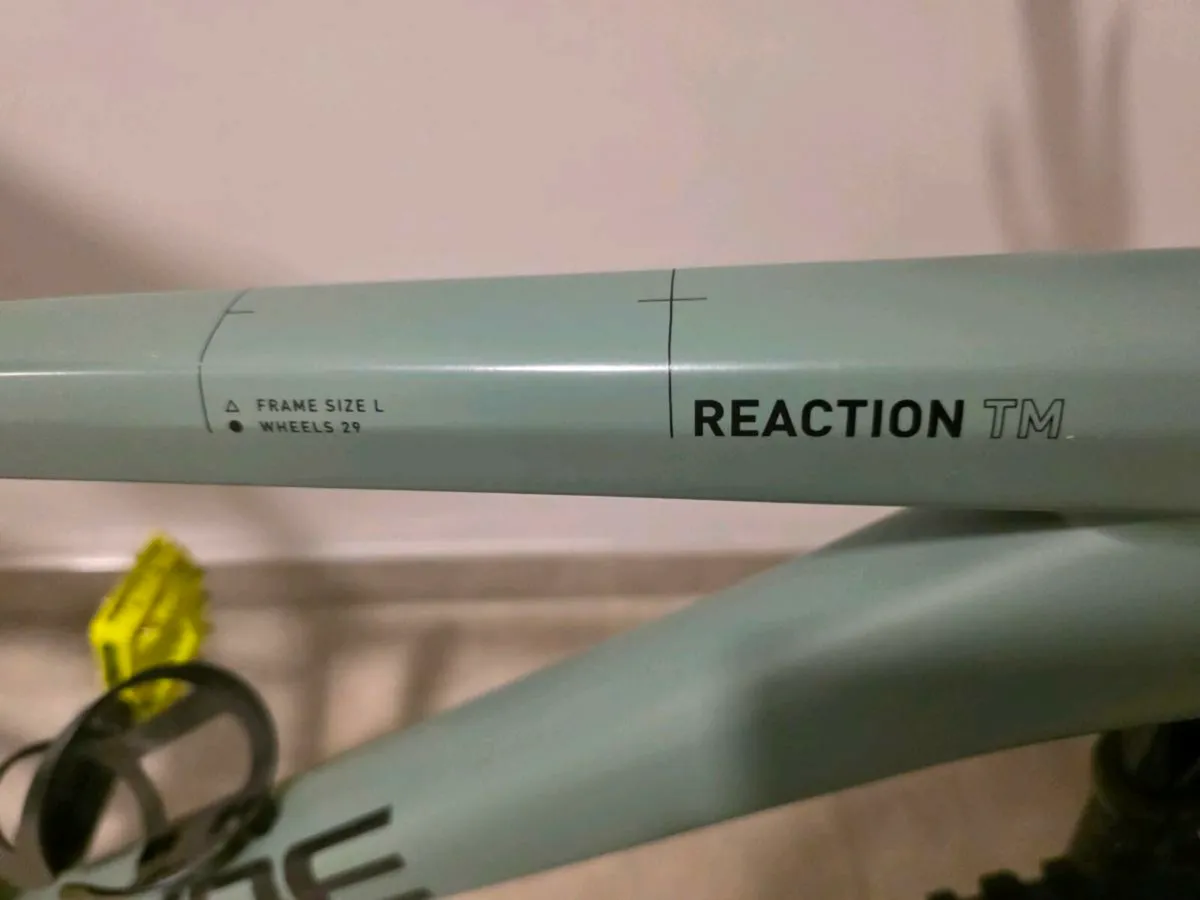 FRAME SIZE L
WHEELS 29
REACTION TM